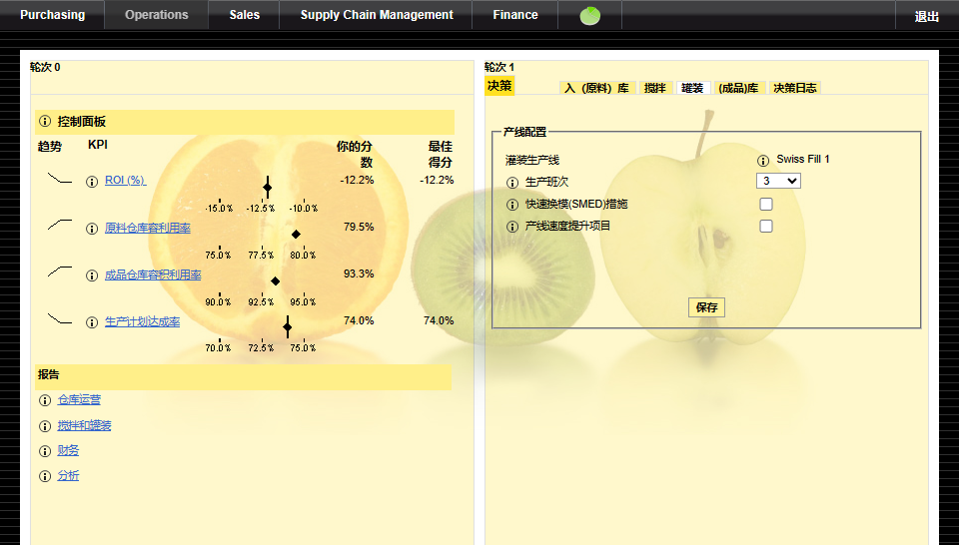 Purchasing Operations Sales Supply Chain Management Finance 退出
轮次 0
控制面板
趋势 KPI 你的分数 最佳得分
ROI (%) -12.2% -12.2%
-15.0% -12.5% -10.0%
原料仓库容利用率 79.5%
75.0% 77.5% 80.0%
成品仓库容积利用率 93.3%
90.0% 92.5% 95.0%
生产计划达成率 74.0% 74.0%
70.0% 72.5% 75.0%
报告
仓库运营
搅拌和罐装
财务
分析
轮次 1
决策 入（原料）库 搅拌 罐装 (成品)库 决策日志
产线配置
灌装生产线 Swiss Fill 1
生产班次 3
快速换模(SMED)措施
产线速度提升项目
保存